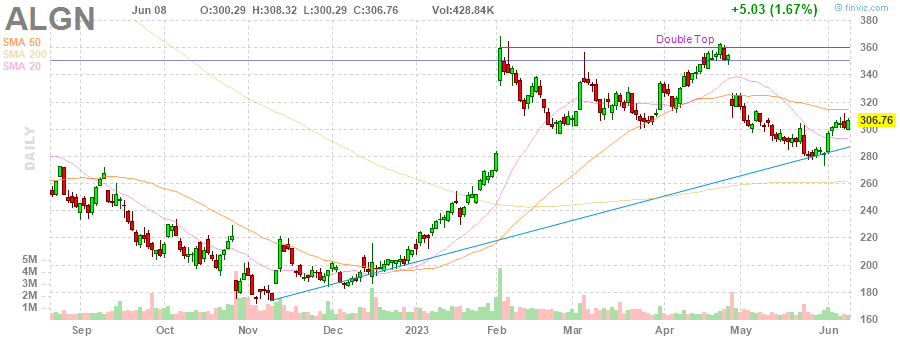 ALGN Jun 08 O:300.29 H:308.32 L:300.29 C:306.76 Vol:428.84K +5.03 (1.67%) © finviz.com
SMA 50
SMA 200
SMA 20
Double Top
DAILY
380
360
340
320
306.76
300
280
260
240
220
200
180
160
5M
4M
3M
2M
1M
Sep Oct Nov Dec 2023 Feb Mar Apr May Jun